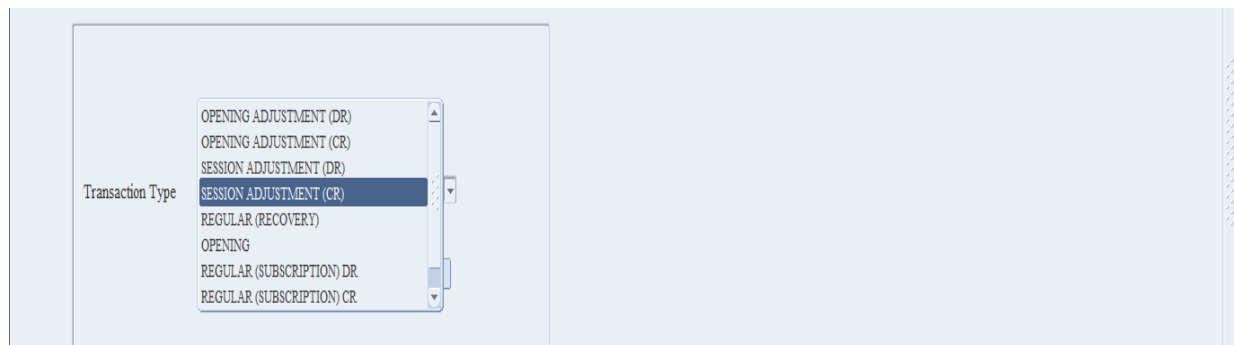 OPENING ADJUSTMENT (DR)
OPENING ADJUSTMENT (CR)
SESSION ADJUSTMENT (DR)
Transaction Type SESSION ADJUSTMENT (CR)
REGULAR (RECOVERY)
OPENING
REGULAR (SUBSCRIPTION) DR
REGULAR (SUBSCRIPTION) CR